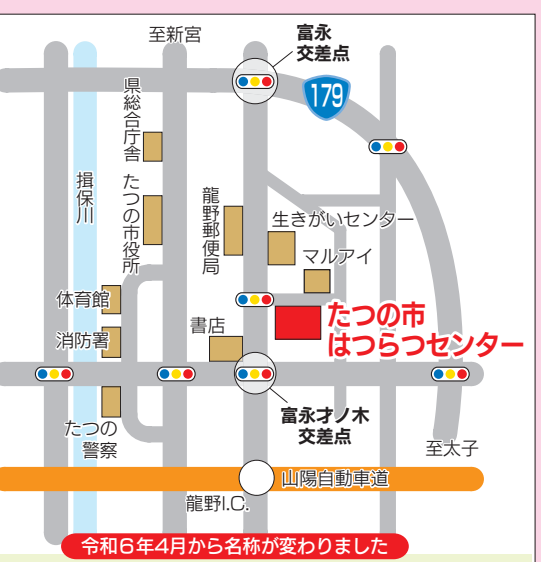 至新宮
富永
交差点
179
県総合庁舎
揖保川
たつの市役所
龍野郵便局
生きがいセンター
マルアイ
体育館
消防署
書店
たつの市
はつらつセンター
富永才ノ木
交差点
たつの
警察
至太子
山陽自動車道
龍野I.C.
令和6年4月から名称が変わりました